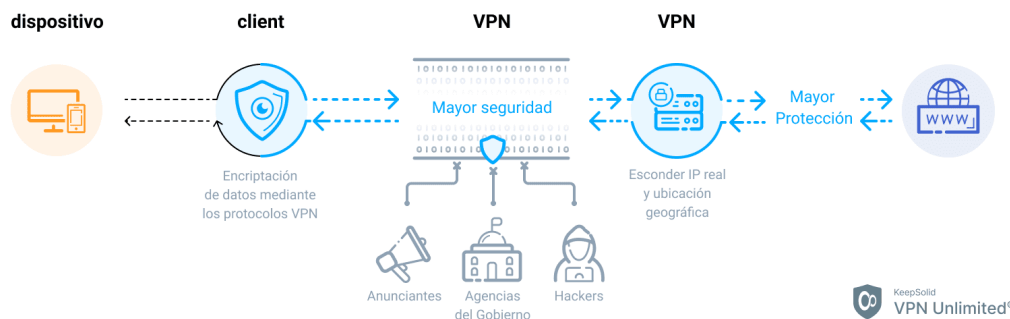 dispositivo
client
VPN
VPN
Mayor seguridad
Mayor
Protección
WWW
Encriptación
de datos mediante
los protocolos VPN
Esconder IP real
y ubicación
geográfica
Anunciantes
Agencias
del Gobierno
Hackers
KeepSolid
VPN Unlimited